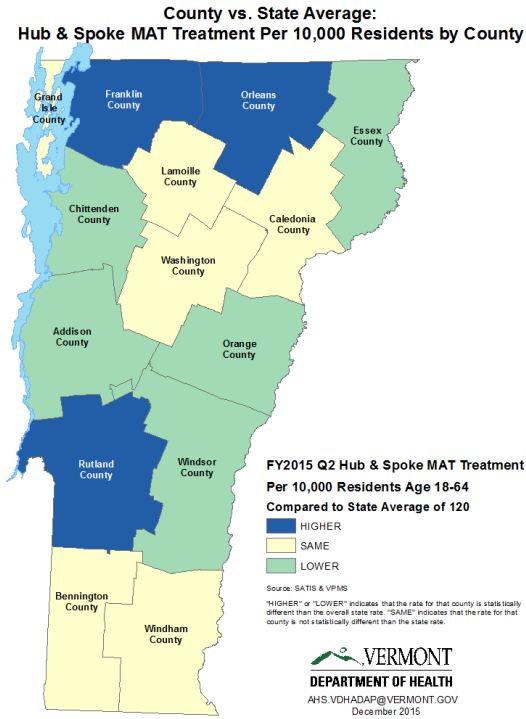 County vs. State Average:
Hub & Spoke MAT Treatment Per 10,000 Residents by County
Grand
Isle
County
Franklin
County
Orleans
County
Essex
County
Lamoille
County
Chittenden
County
Caledonia
County
Washington
County
Addison
County
Orange
County
Rutland
County
Windsor
County
Bennington
County
Windham
County
FY2015 Q2 Hub & Spoke MAT Treatment
Per 10,000 Residents Age 18-64
Compared to State Average of 120
HIGHER
SAME
LOWER
Source: SATIS & VPMS
"HIGHER" or "LOWER" indicates that the rate for that county is statistically
different than the overall state rate. "SAME" indicates that the rate for that
county is not statistically different than the state rate.
VERMONT
DEPARTMENT OF HEALTH
AHS.VDHADAP@VERMONT.GOV
December 2015